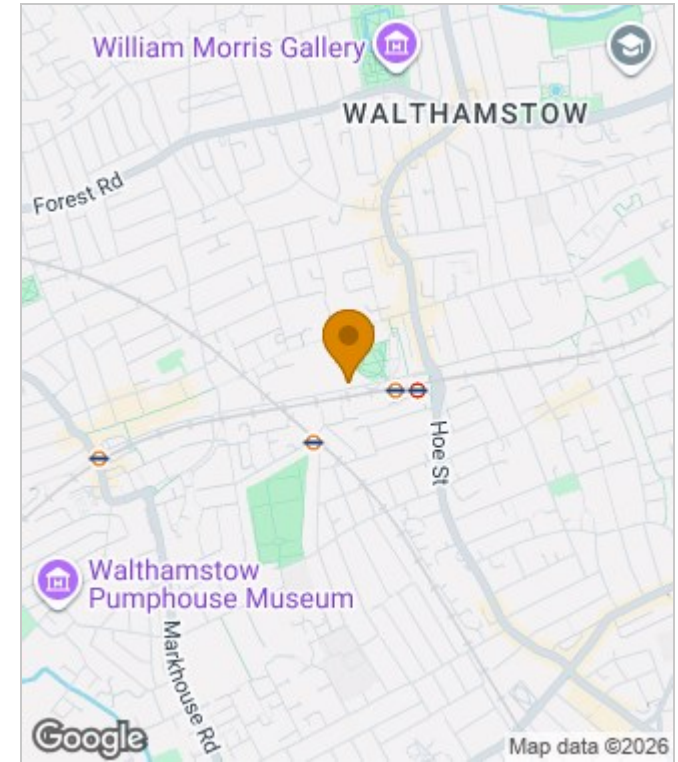 William Morris Gallery
WALTHAMSTOW
Forest Rd
Hoe St
Walthamstow
Pumphouse Museum
Markhouse Rd
Google
Map data ©2026